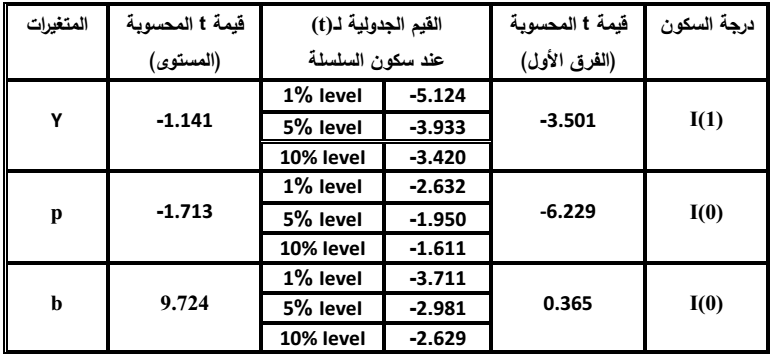 المتغيرات
قيمة t المحسوبة
(المستوى)
القيم الجدولية لـ(t)
عند سكون السلسلة
قيمة t المحسوبة
(الفرق الأول)
درجة السكون
Y
-1.141
1% level
-5.124
5% level
-3.933
10% level
-3.420
-3.501
I(1)
p
-1.713
1% level
-2.632
5% level
-1.950
10% level
-1.611
-6.229
I(0)
b
9.724
1% level
-3.711
5% level
-2.981
10% level
-2.629
0.365
I(0)